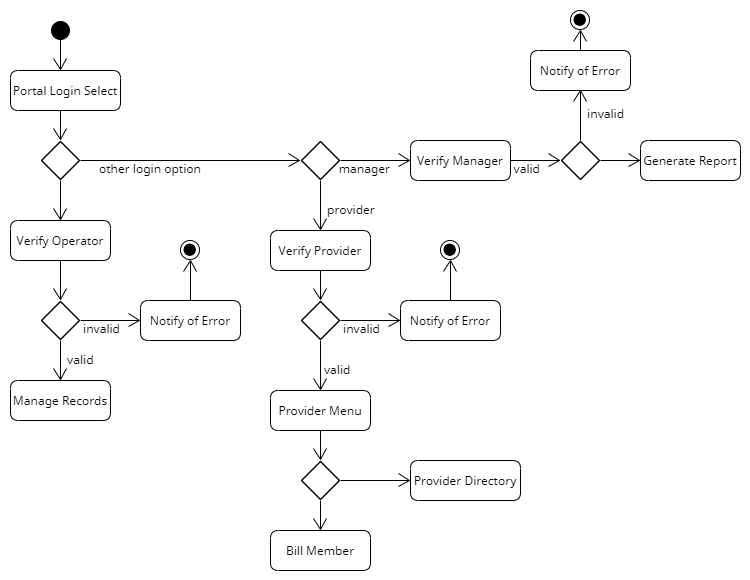 Notify of Error
Portal Login Select
invalid
other login option
manager
Verify Manager
valid
Generate Report
provider
Verify Operator
Verify Provider
Notify of Error
invalid
Notify of Error
invalid
valid
valid
Manage Records
Provider Menu
Provider Directory
Bill Member